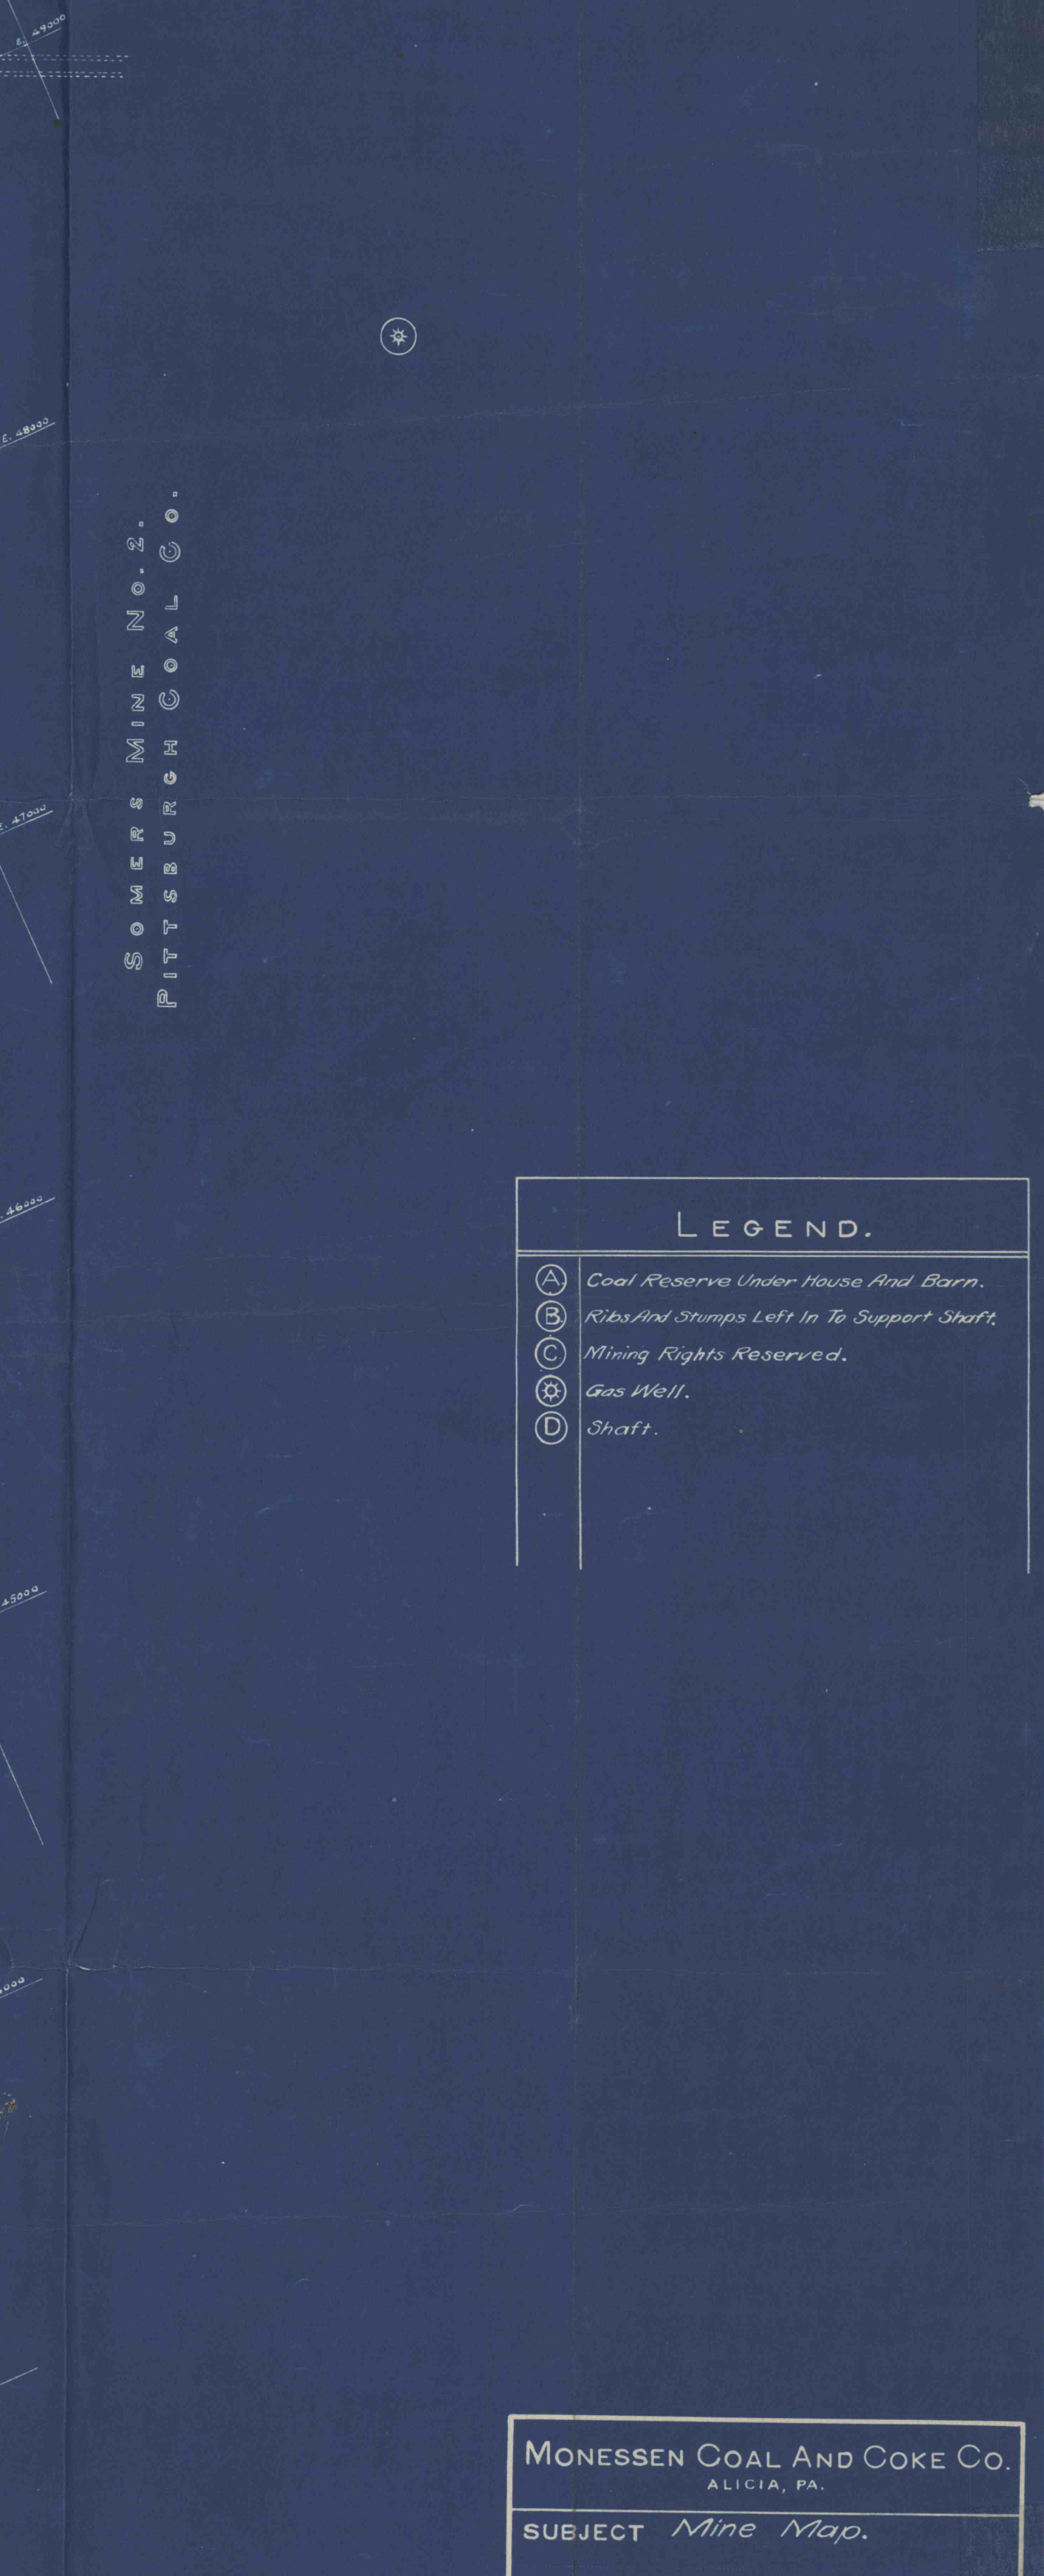 E. 49000
E. 48000
Somers Mine No. 2.
Pittsburgh Coal Co.
E. 47000
. 46000
LEGEND.
A Coal Reserve Under House And Barn.
B Ribs And Stumps Left In To Support Shaft.
C Mining Rights Reserved.
Gas Well.
D Shaft.
45000
000
MONESSEN COAL AND COKE CO.
ALICIA, PA.
SUBJECT Mine Map.